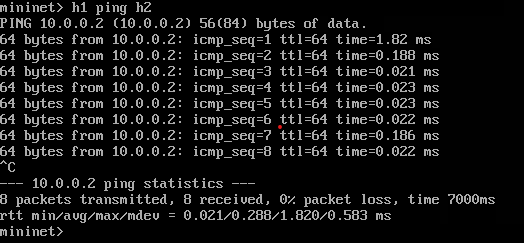 mininet> h1 ping h2
PING 10.0.0.2 (10.0.0.2) 56(84) bytes of data.
64 bytes from 10.0.0.2: icmp_seq=1 ttl=64 time=1.82 ms
64 bytes from 10.0.0.2: icmp_seq=2 ttl=64 time=0.188 ms
64 bytes from 10.0.0.2: icmp_seq=3 ttl=64 time=0.021 ms
64 bytes from 10.0.0.2: icmp_seq=4 ttl=64 time=0.023 ms
64 bytes from 10.0.0.2: icmp_seq=5 ttl=64 time=0.023 ms
64 bytes from 10.0.0.2: icmp_seq=6 ttl=64 time=0.022 ms
64 bytes from 10.0.0.2: icmp_seq=7 ttl=64 time=0.186 ms
64 bytes from 10.0.0.2: icmp_seq=8 ttl=64 time=0.022 ms
^C
--- 10.0.0.2 ping statistics ---
8 packets transmitted, 8 received, 0% packet loss, time 7000ms
rtt min/avg/max/mdev = 0.021/0.288/1.820/0.583 ms
mininet>